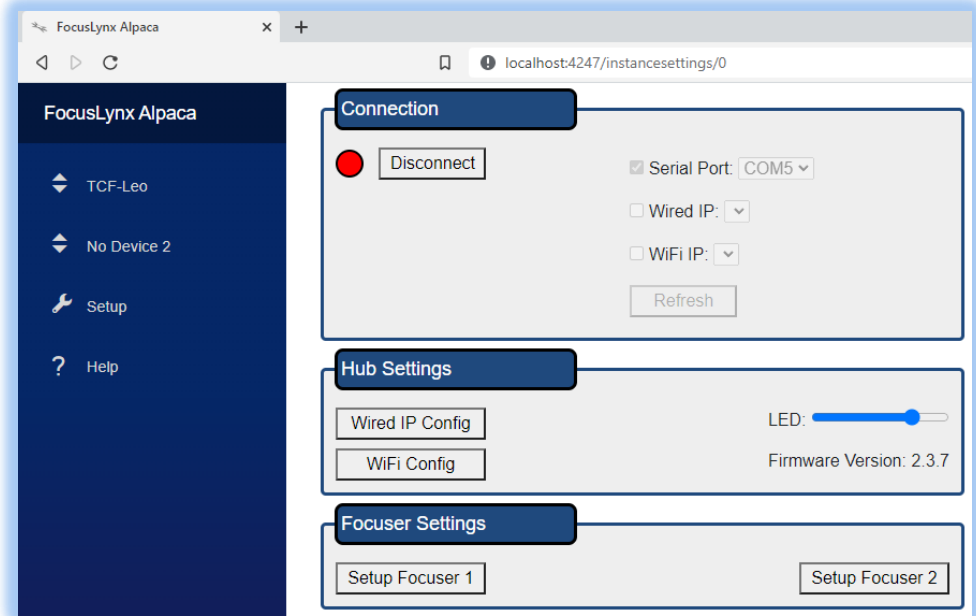 FocusLynx Alpaca
localhost:4247/instancesettings/0
FocusLynx Alpaca
TCF-Leo
No Device 2
Setup
? Help
Connection
Disconnect
Serial Port: COM5
Wired IP:
WiFi IP:
Refresh
Hub Settings
Wired IP Config
WiFi Config
LED:
Firmware Version: 2.3.7
Focuser Settings
Setup Focuser 1
Setup Focuser 2